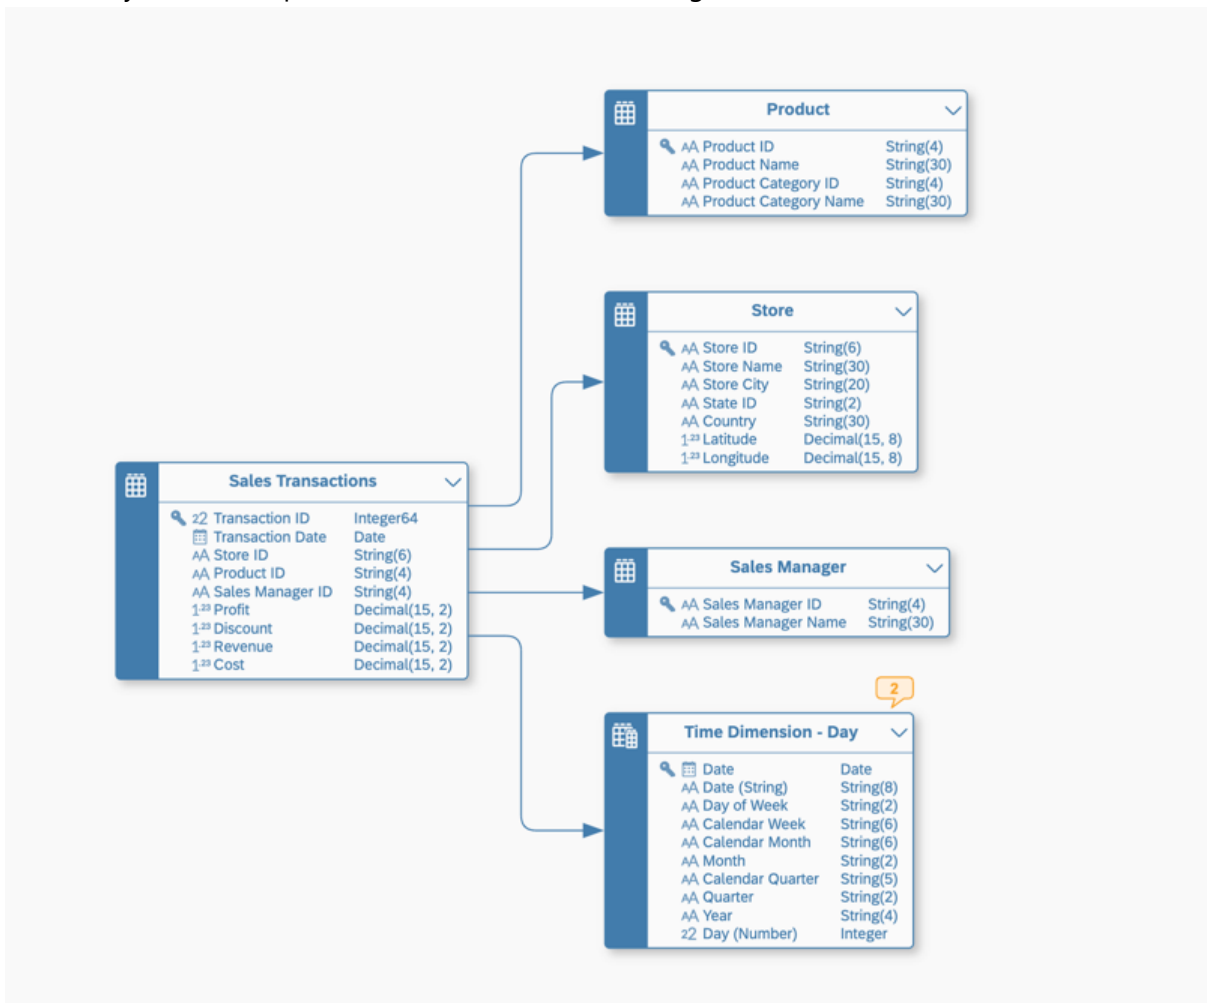 Product
Product ID String(4)
Product Name String(30)
Product Category ID String(4)
Product Category Name String(30)
Store
Store ID String(6)
Store Name String(30)
Store City String(20)
State ID String(2)
Country String(30)
Latitude Decimal(15, 8)
Longitude Decimal(15, 8)
Sales Transactions
Transaction ID Integer64
Transaction Date Date
Store ID String(6)
Product ID String(4)
Sales Manager ID String(4)
Profit Decimal(15, 2)
Discount Decimal(15, 2)
Revenue Decimal(15, 2)
Cost Decimal(15, 2)
Sales Manager
Sales Manager ID String(4)
Sales Manager Name String(30)
2
Time Dimension - Day
Date Date
Date (String) String(8)
Day of Week String(2)
Calendar Week String(6)
Calendar Month String(6)
Month String(2)
Calendar Quarter String(5)
Quarter String(2)
Year String(4)
Day (Number) Integer